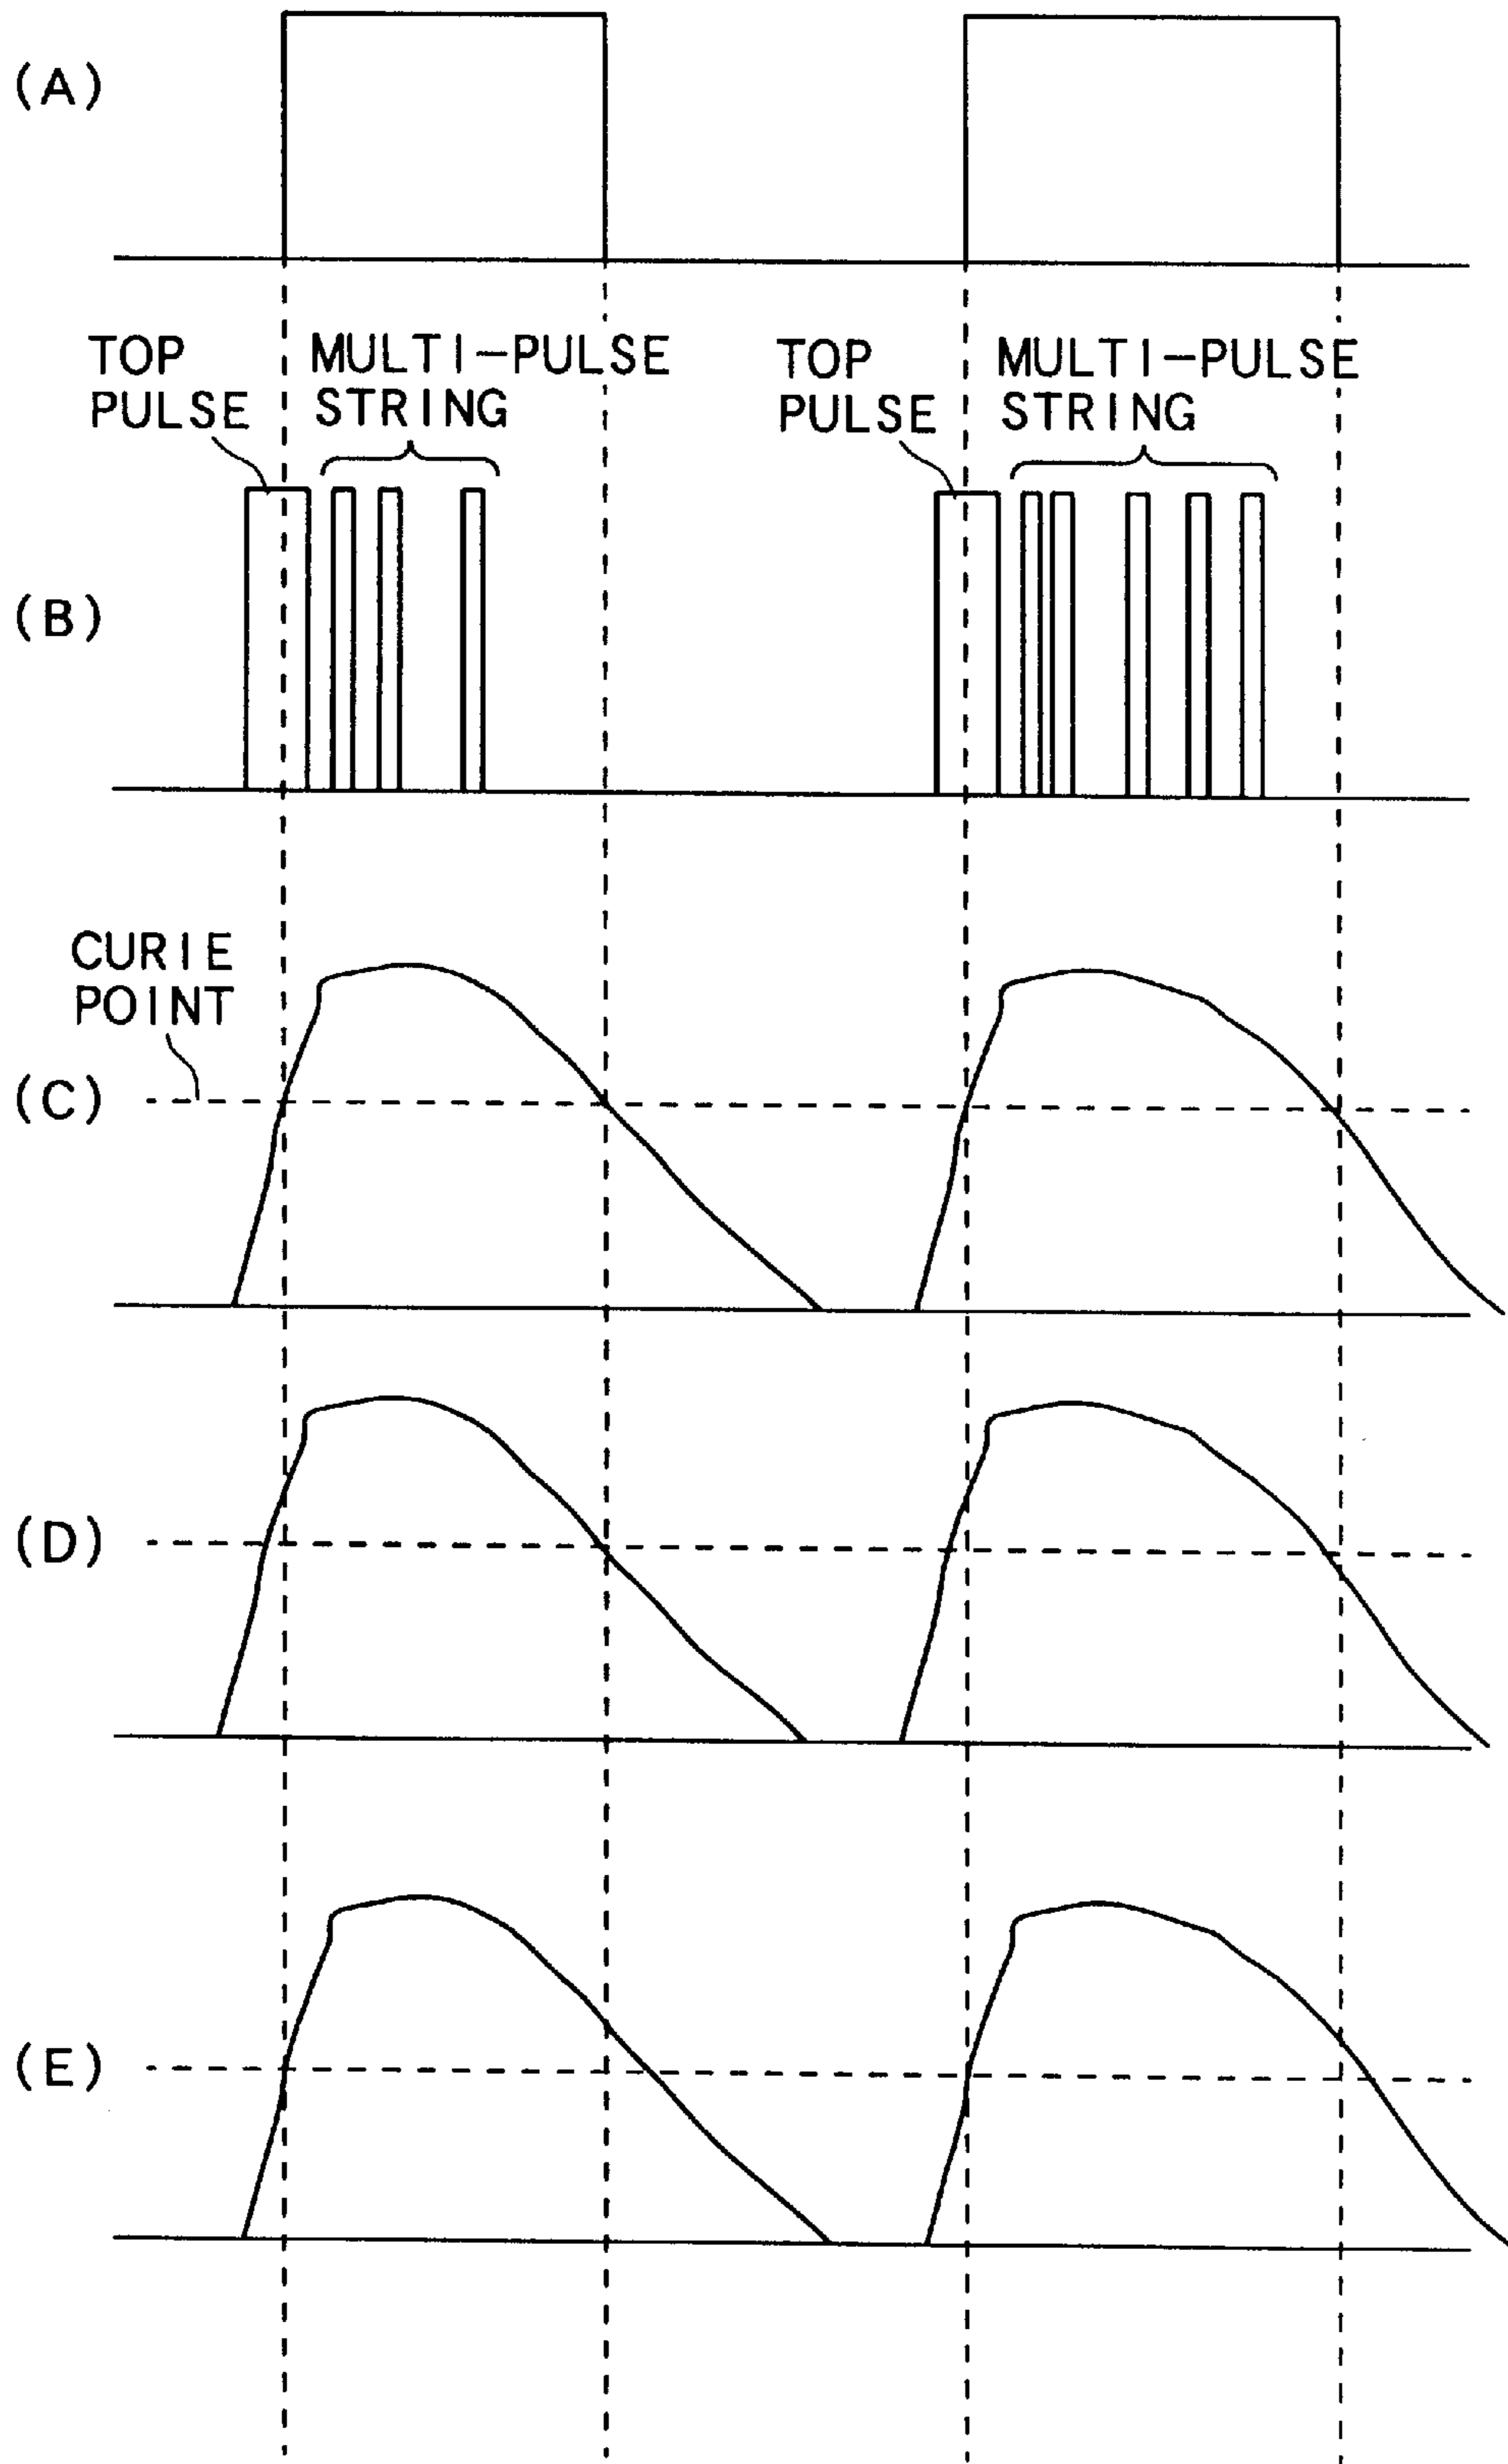 (A)
TOP
PULSE
MULTI-PULSE
STRING
TOP
PULSE
MULTI-PULSE
STRING
(B)
CURIE
POINT
(C)
(D)
(E)